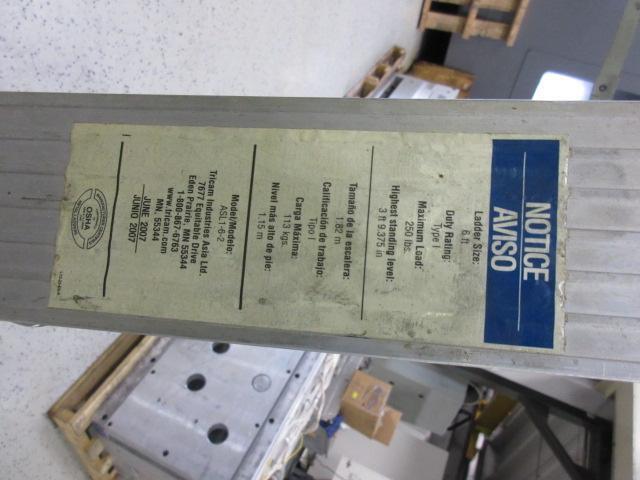 NOTICE
AVISO
Ladder Size:
6 ft
Duty Rating:
Type I
Maximum Load:
250 lbs.
Highest standing level:
3 ft 9.375 in
Tamaño de la escalera:
1.82 m
Calificación de trabajo:
Tipo I
Carga Máxima:
113 kgs.
Nivel más alto de pie:
1.15 m
Model/Modelo:
ASL1-6-2
Tricam Industries Asia Ltd.
7677 Equitable Drive
Eden Prairie, MN 55344
1-800-867-6763
www.tricam.com
MN 55344
JUNE 2007
JUNIO 2007
OSHA